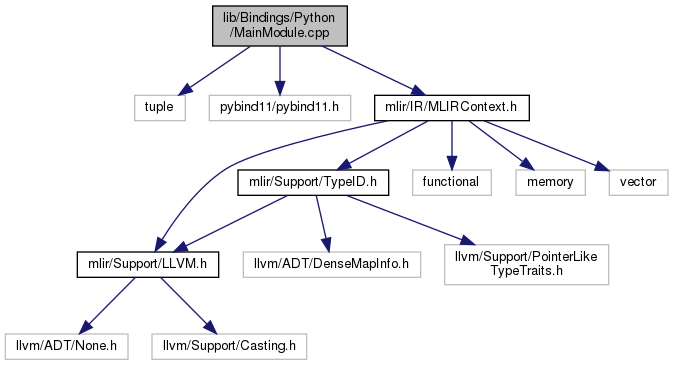 lib/Bindings/Python
/MainModule.cpp
tuple
pybind11/pybind11.h
mlir/IR/MLIRContext.h
mlir/Support/TypeID.h
functional
memory
vector
mlir/Support/LLVM.h
llvm/ADT/DenseMapInfo.h
llvm/Support/PointerLike
TypeTraits.h
llvm/ADT/None.h
llvm/Support/Casting.h